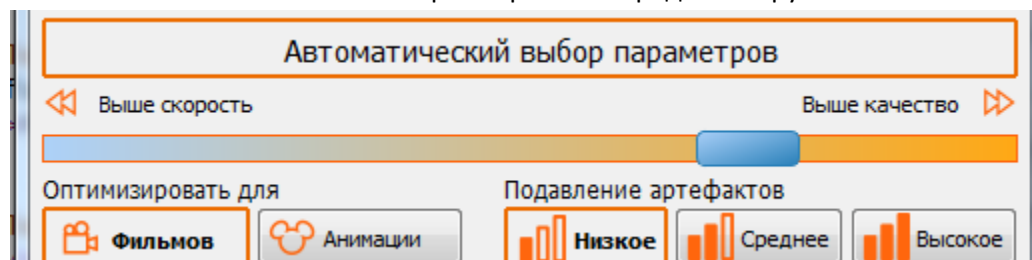 Автоматический выбор параметров
Выше скорость Выше качество
Оптимизировать для Подавление артефактов
Фильмов Анимации Низкое Среднее Высокое